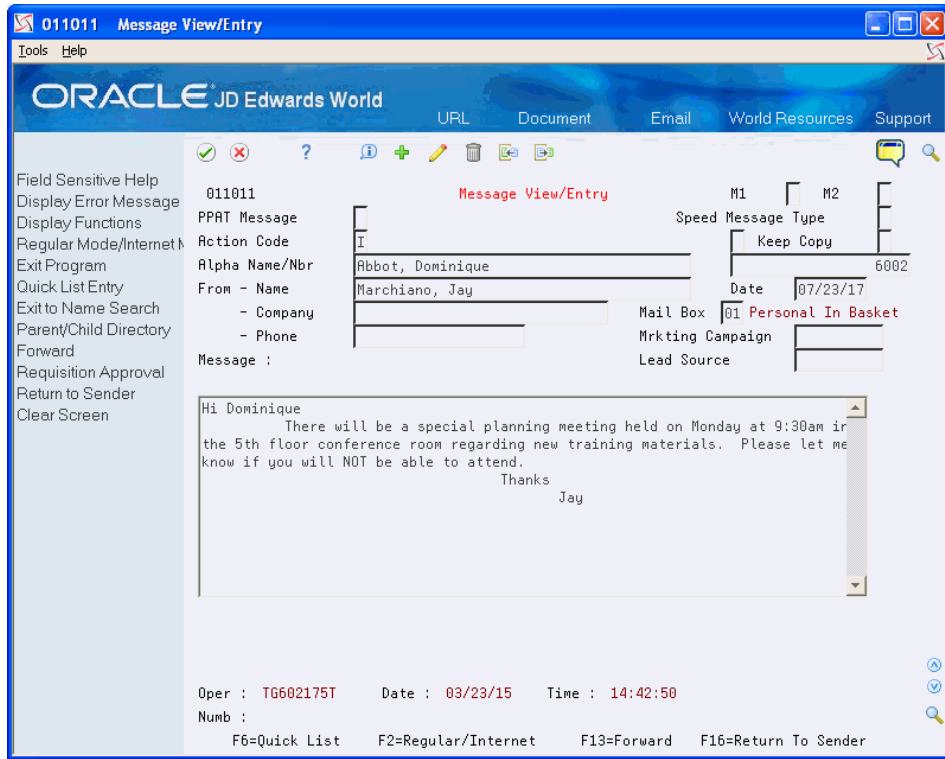 011011 Message View/Entry
Tools Help
ORACLE JD Edwards World
URL Document Email World Resources Support
Field Sensitive Help
Display Error Message
Display Functions
Regular Mode/Internet M
Exit Program
Quick List Entry
Exit to Name Search
Parent/Child Directory
Forward
Requisition Approval
Return to Sender
Clear Screen
011011 Message View/Entry M1 M2
PPAT Message Speed Message Type
Action Code I Keep Copy
Alpha Name/Nbr Abbot, Dominique 6002
From - Name Marchiano, Jay Date 07/23/17
- Company Mail Box 01 Personal In Basket
- Phone Mrkting Campaign
Message : Lead Source
Hi Dominique
There will be a special planning meeting held on Monday at 9:30am in
the 5th floor conference room regarding new training materials. Please let me
know if you will NOT be able to attend.
Thanks
Jay
Oper : TG602175T Date : 03/23/15 Time : 14:42:50
Numb :
F6=Quick List F2=Regular/Internet F13=Forward F16=Return To Sender